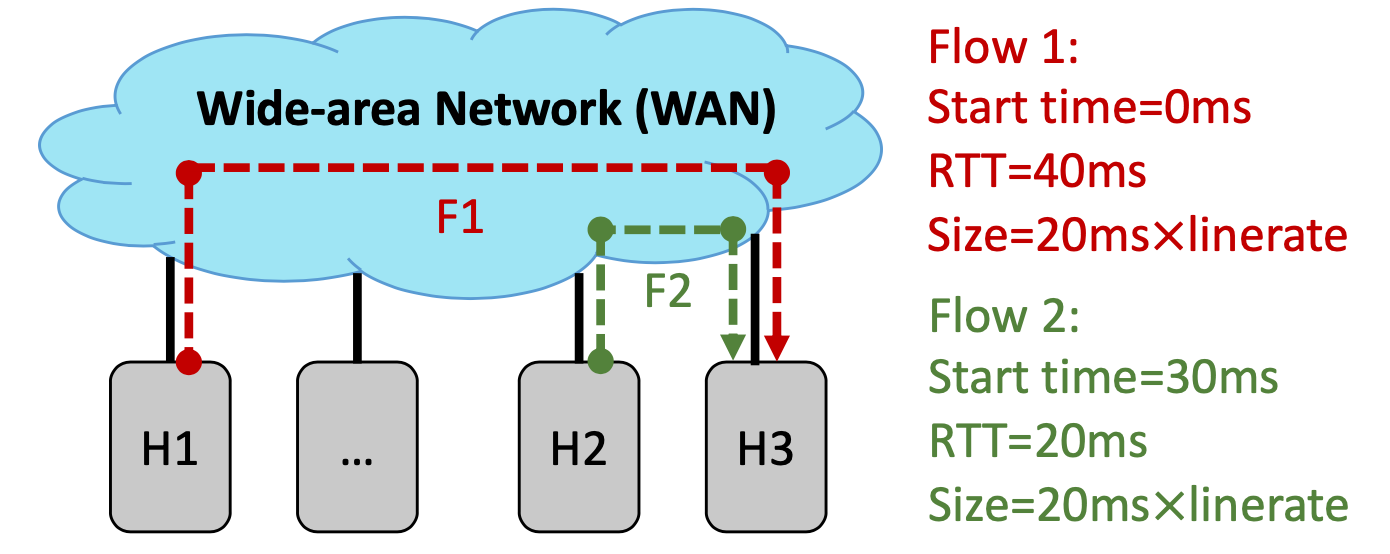 Wide-area Network (WAN)
F1
F2
H1
...
H2
H3
Flow 1:
Start time=0ms
RTT=40ms
Size=20ms×linerate
Flow 2:
Start time=30ms
RTT=20ms
Size=20ms×linerate